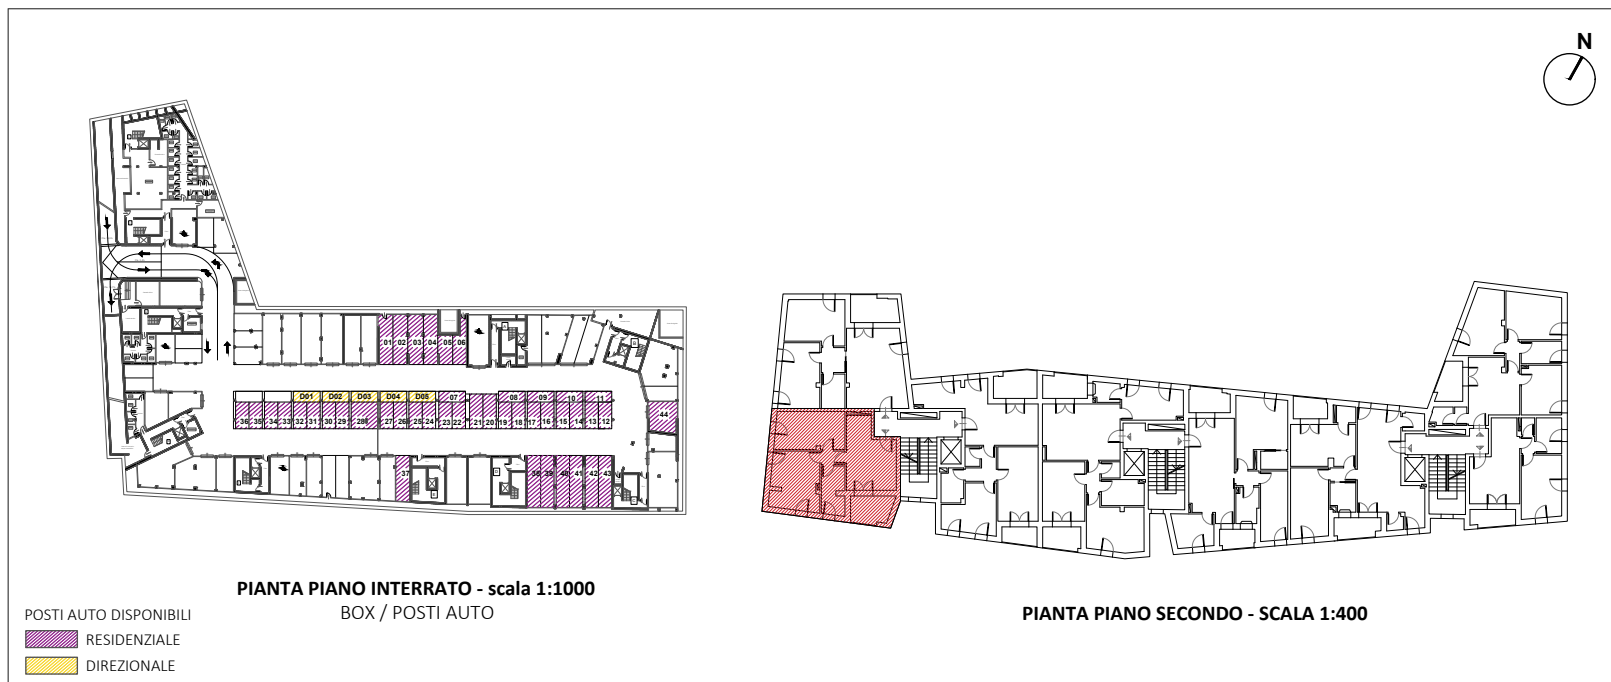 N
01 02 03 04 05 06
D01 D02 D03 D04 D05 07 08 09 10 11
36 35 34 33 32 31 30 29 28 27 26 25 24 23 22 21 20 19 18 17 16 15 14 13 12
44
37 38 39 40 41 42 43
PIANTA PIANO INTERRATO - scala 1:1000
BOX / POSTI AUTO
PIANTA PIANO SECONDO - SCALA 1:400
POSTI AUTO DISPONIBILI
RESIDENZIALE
DIREZIONALE